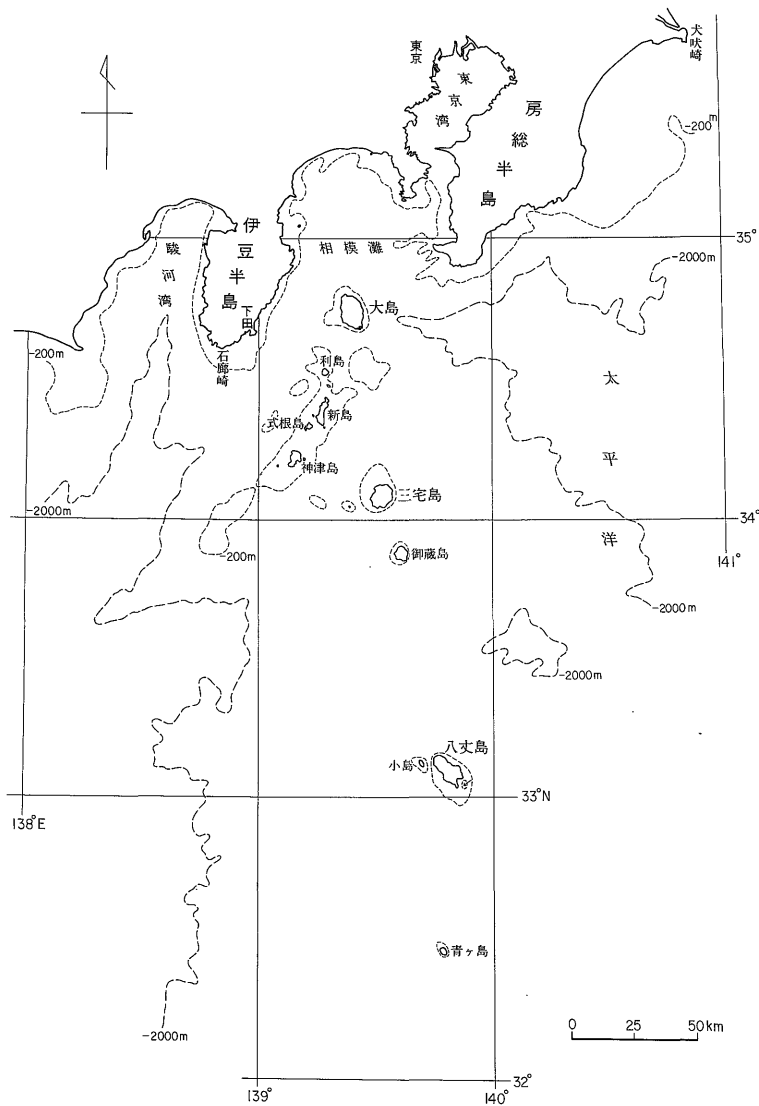 犬吠崎
東京
東京湾
房総半島
-200m
伊豆半島
駿河湾
相模灘
35°
-2000m
大島
下田
石廊崎
-200m
利島
太平洋
新島
式根島
神津島
三宅島
-2000m
34°
-200m
御蔵島
141°
-2000m
-2000m
八丈島
小島
33°N
138°E
青ヶ島
-2000m
0 25 50km
32°
139°
140°